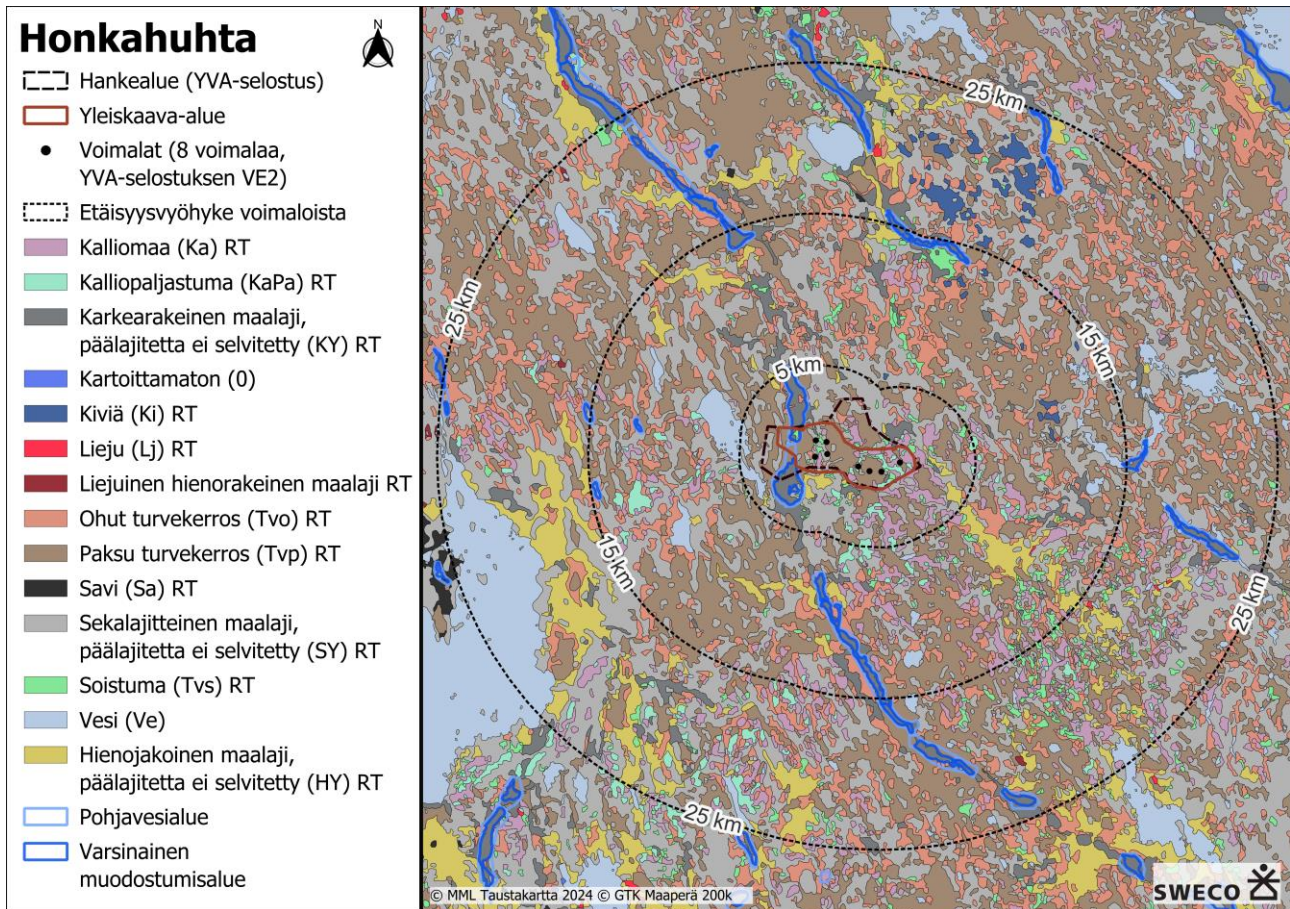 Honkahuhta
N
Hankealue (YVA-selostus)
Yleiskaava-alue
Voimalat (8 voimalaa,
YVA-selostuksen VE2)
Etäisyysvyöhyke voimaloista
Kalliomaa (Ka) RT
Kalliopaljastuma (KaPa) RT
Karkearakeinen maalaji,
päälajitetta ei selvitetty (KY) RT
Kartoittamaton (0)
Kiviä (Ki) RT
Lieju (Lj) RT
Liejuinen hienorakeinen maalaji RT
Ohut turvekerros (Tvo) RT
Paksu turvekerros (Tvp) RT
Savi (Sa) RT
Sekalajitteinen maalaji,
päälajitetta ei selvitetty (SY) RT
Soistuma (Tvs) RT
Vesi (Ve)
Hienojakoinen maalaji,
päälajitetta ei selvitetty (HY) RT
Pohjavesialue
Varsinainen
muodostumisalue
25 km
25 km
15 km
5 km
15 km
25 km
25 km
© MML Taustakartta 2024 © GTK Maaperä 200k
SWECO